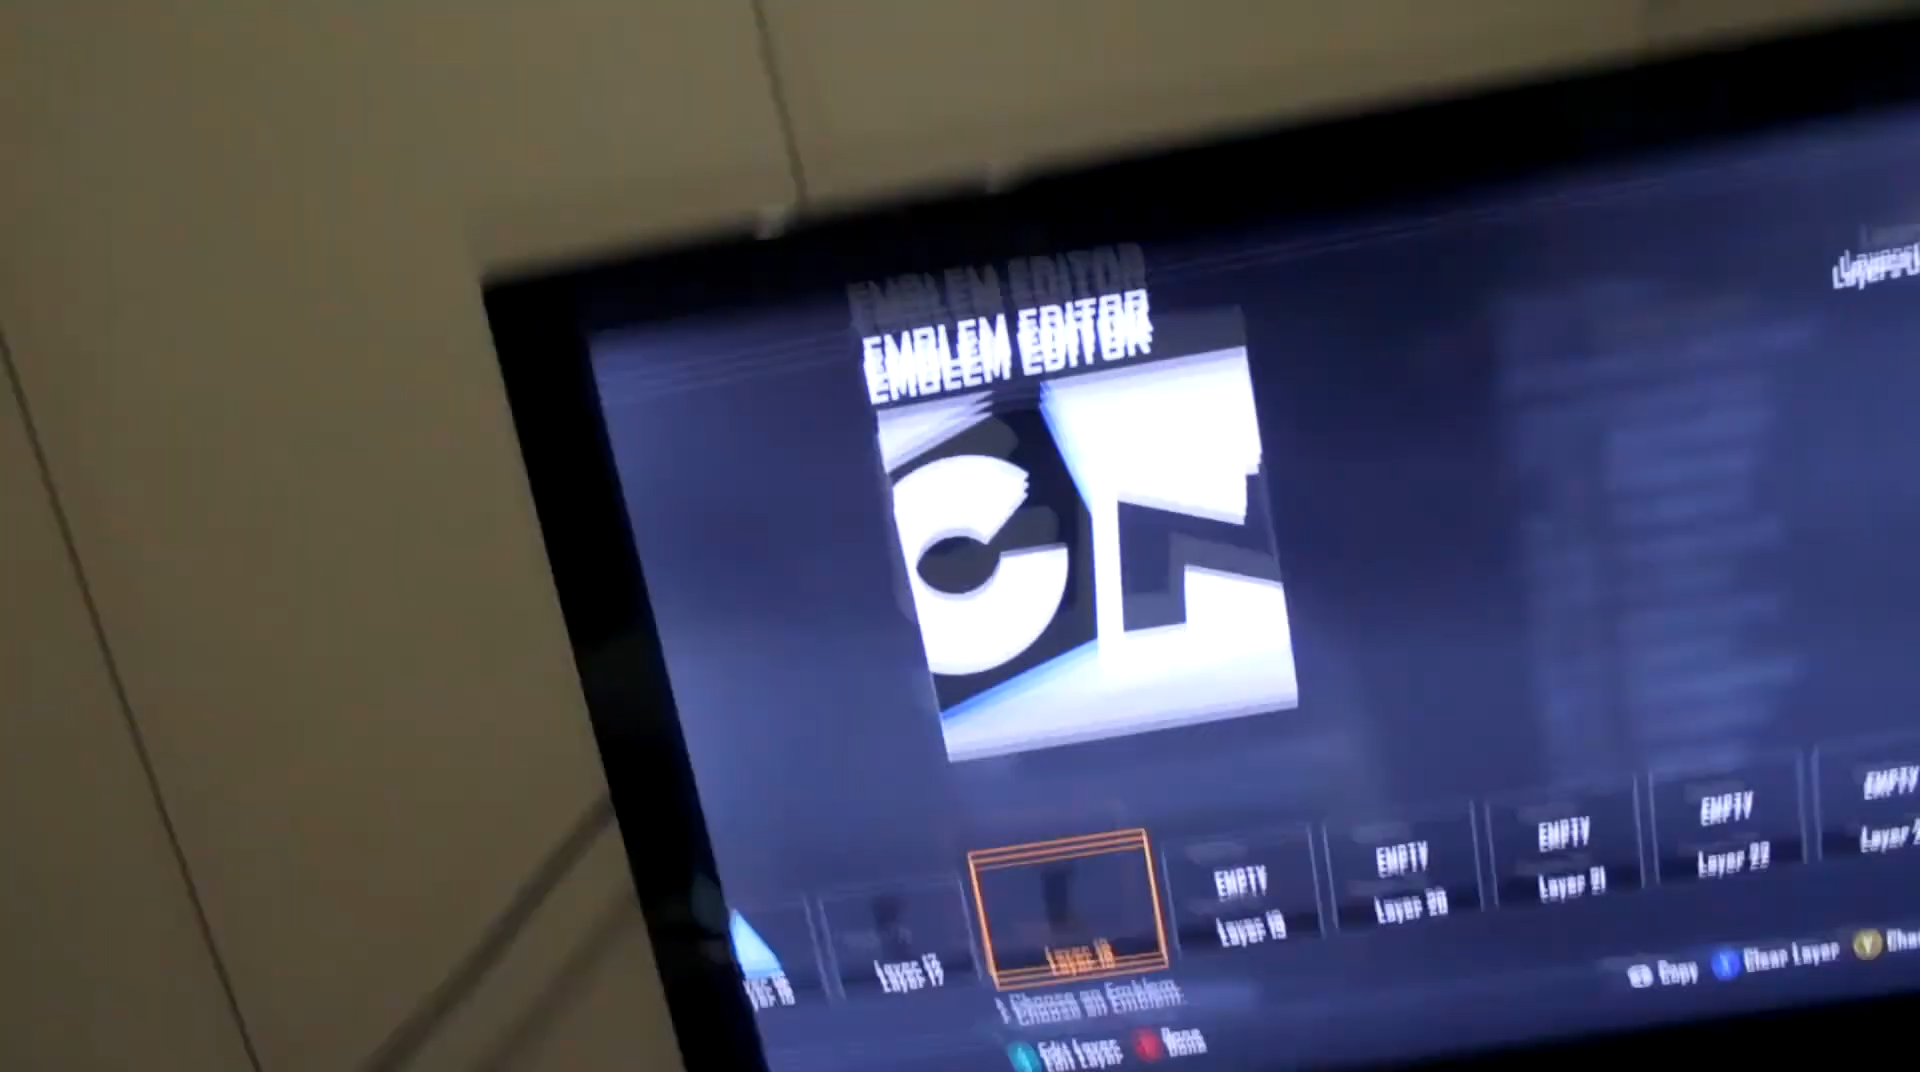 EMBLEM EDITOR
EMPTY
EMPTY
EMPTY
EMPTY
EMPTY
Layer 17
Layer 18
Layer 19
Layer 20
Layer 21
Layer 22
Layer
Choose an Emblem.
Copy
Clear Layer
Edit Layer
Done